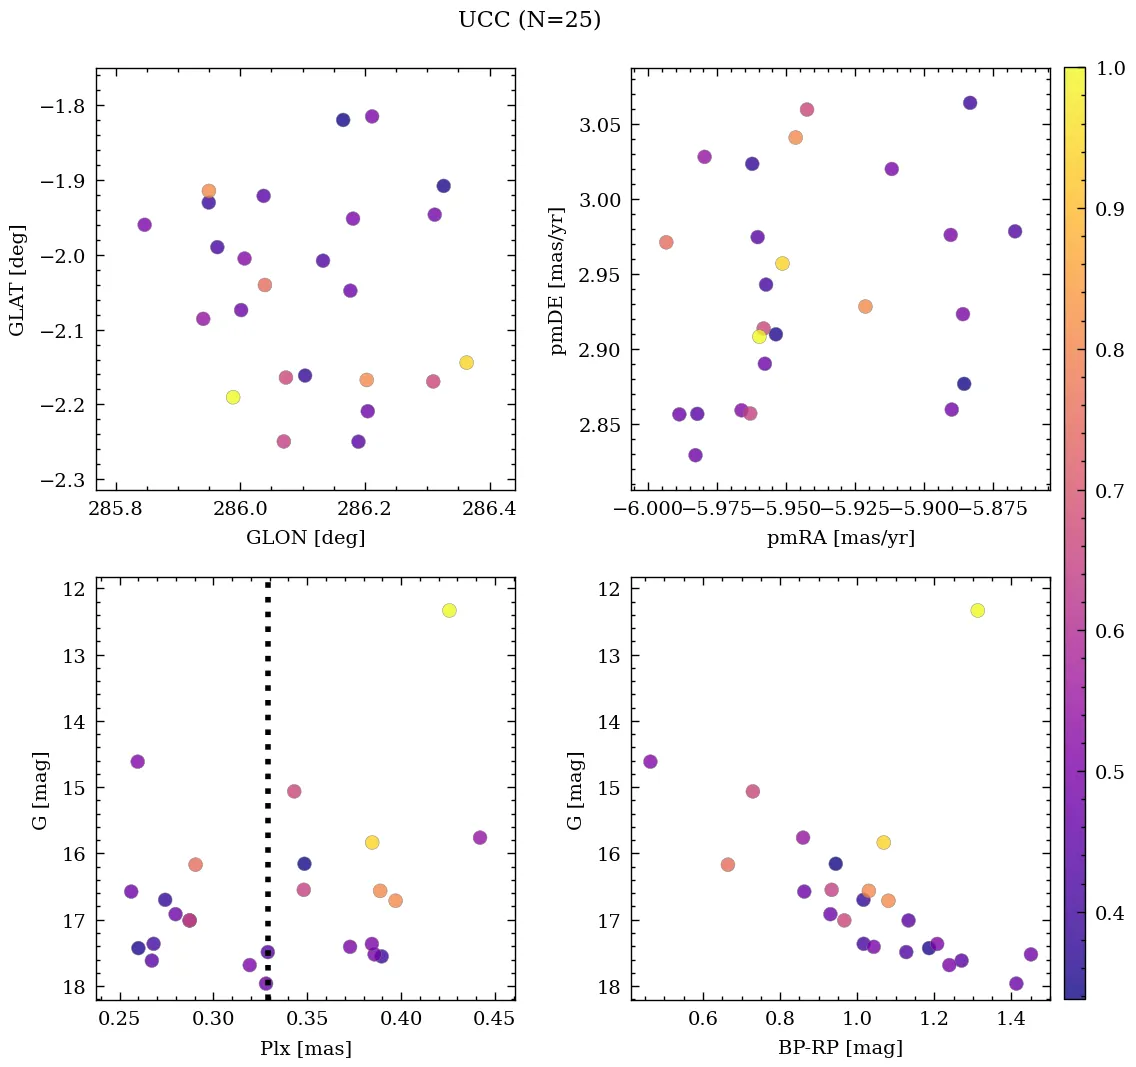 UCC (N=25)
−1.8
−1.9
−2.0
−2.1
−2.2
−2.3
GLAT [deg]
285.8 286.0 286.2 286.4
GLON [deg]
3.05
3.00
2.95
2.90
2.85
pmDE [mas/yr]
−6.000 −5.975 −5.950 −5.925 −5.900 −5.875
pmRA [mas/yr]
12
13
14
15
16
17
18
G [mag]
0.25 0.30 0.35 0.40 0.45
Plx [mas]
12
13
14
15
16
17
18
G [mag]
0.6 0.8 1.0 1.2 1.4
BP-RP [mag]
1.0
0.9
0.8
0.7
0.6
0.5
0.4